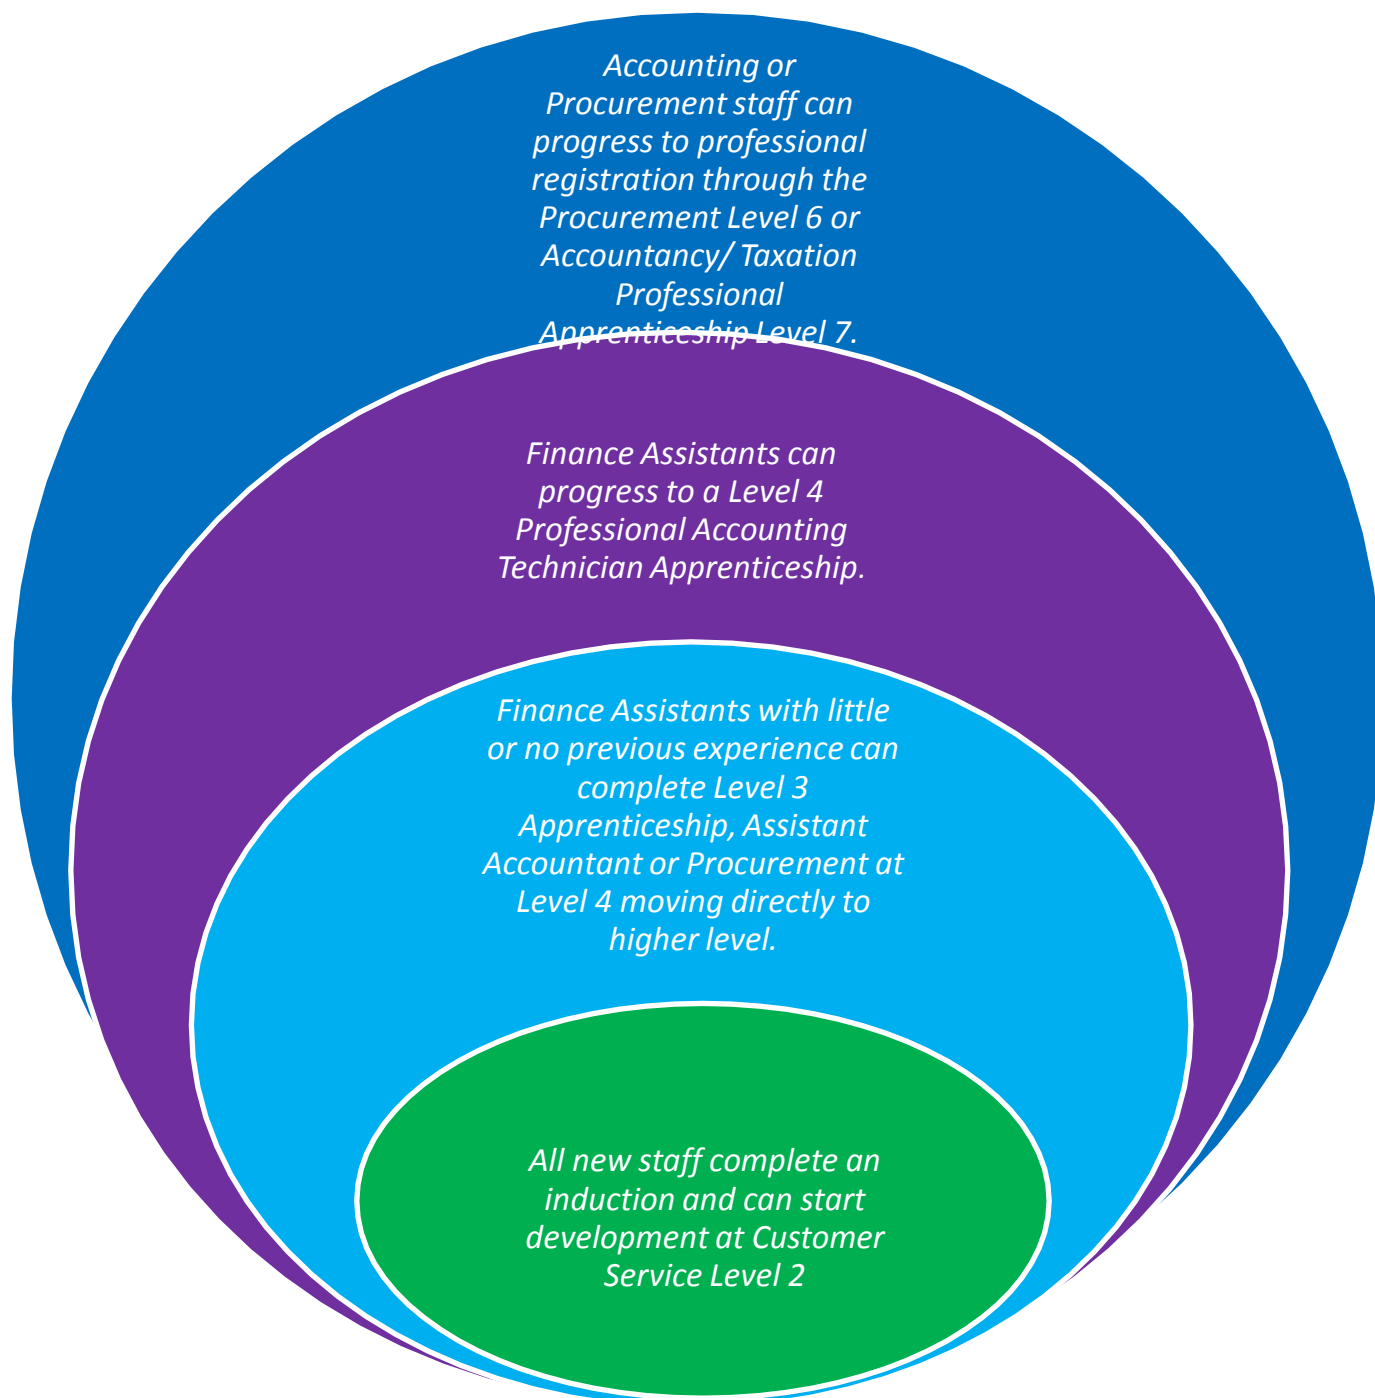 Accounting or
Procurement staff can
progress to professional
registration through the
Procurement Level 6 or
Accountancy/ Taxation
Professional
Apprenticeship Level 7.
Finance Assistants can
progress to a Level 4
Professional Accounting
Technician Apprenticeship.
Finance Assistants with little
or no previous experience can
complete Level 3
Apprenticeship, Assistant
Accountant or Procurement at
Level 4 moving directly to
higher level.
All new staff complete an
induction and can start
development at Customer
Service Level 2